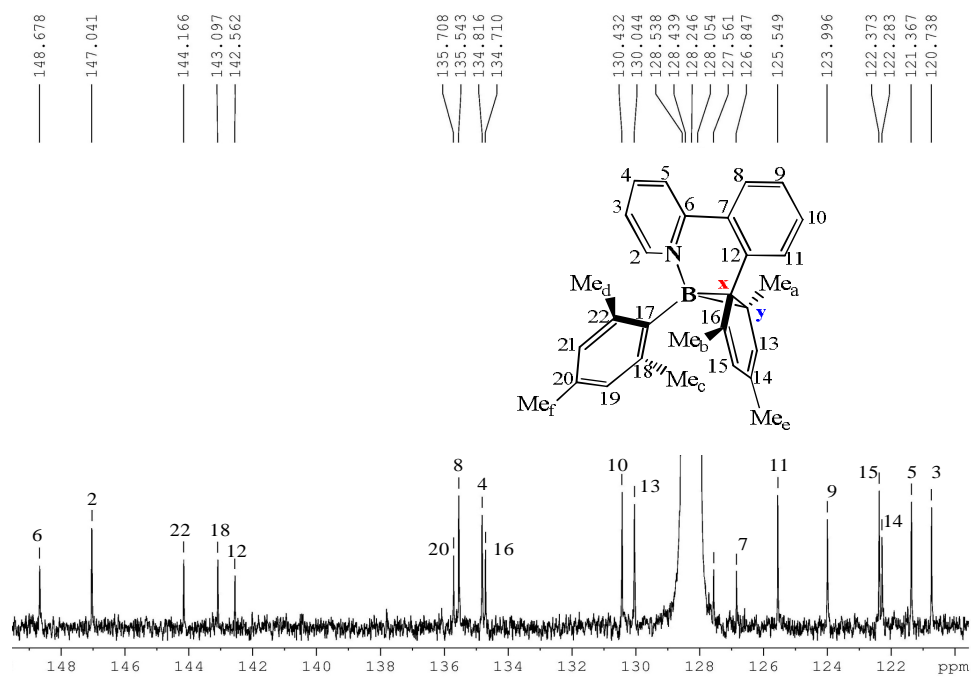 148.678 147.041 144.166 143.097 142.562 135.708 135.543 134.816 134.710 130.432 130.044 128.538 128.439 128.246 128.054 127.561 126.847 125.549 123.996 122.373 122.283 121.367 120.738
4 5 8 9
3 6 7 10
2 N 12 11
Me_d B x Me_a
22 17 16 y
21 Me_b 13
18 15 14
20 19 Me_c
Me_f Me_e
8 10 11 15 5 3
2 4 13 9
6 22 18 12 20 16 7 14
148 146 144 142 140 138 136 134 132 130 128 126 124 122 ppm